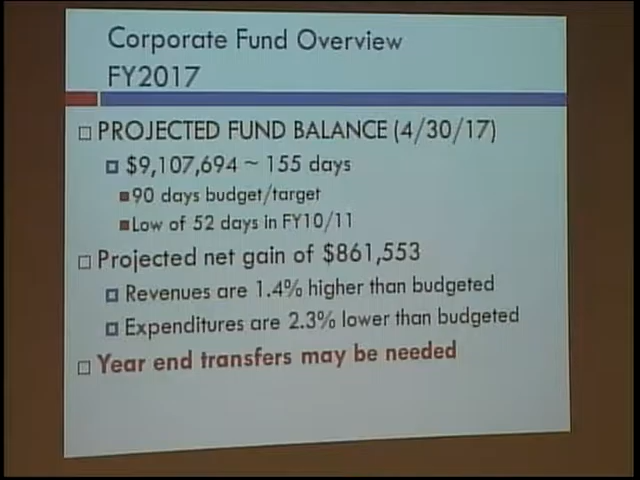 Corporate Fund Overview
FY2017
PROJECTED FUND BALANCE (4/30/17)
$9,107,694 ~ 155 days
90 days budget/target
Low of 52 days in FY10/11
Projected net gain of $861,553
Revenues are 1.4% higher than budgeted
Expenditures are 2.3% lower than budgeted
Year end transfers may be needed